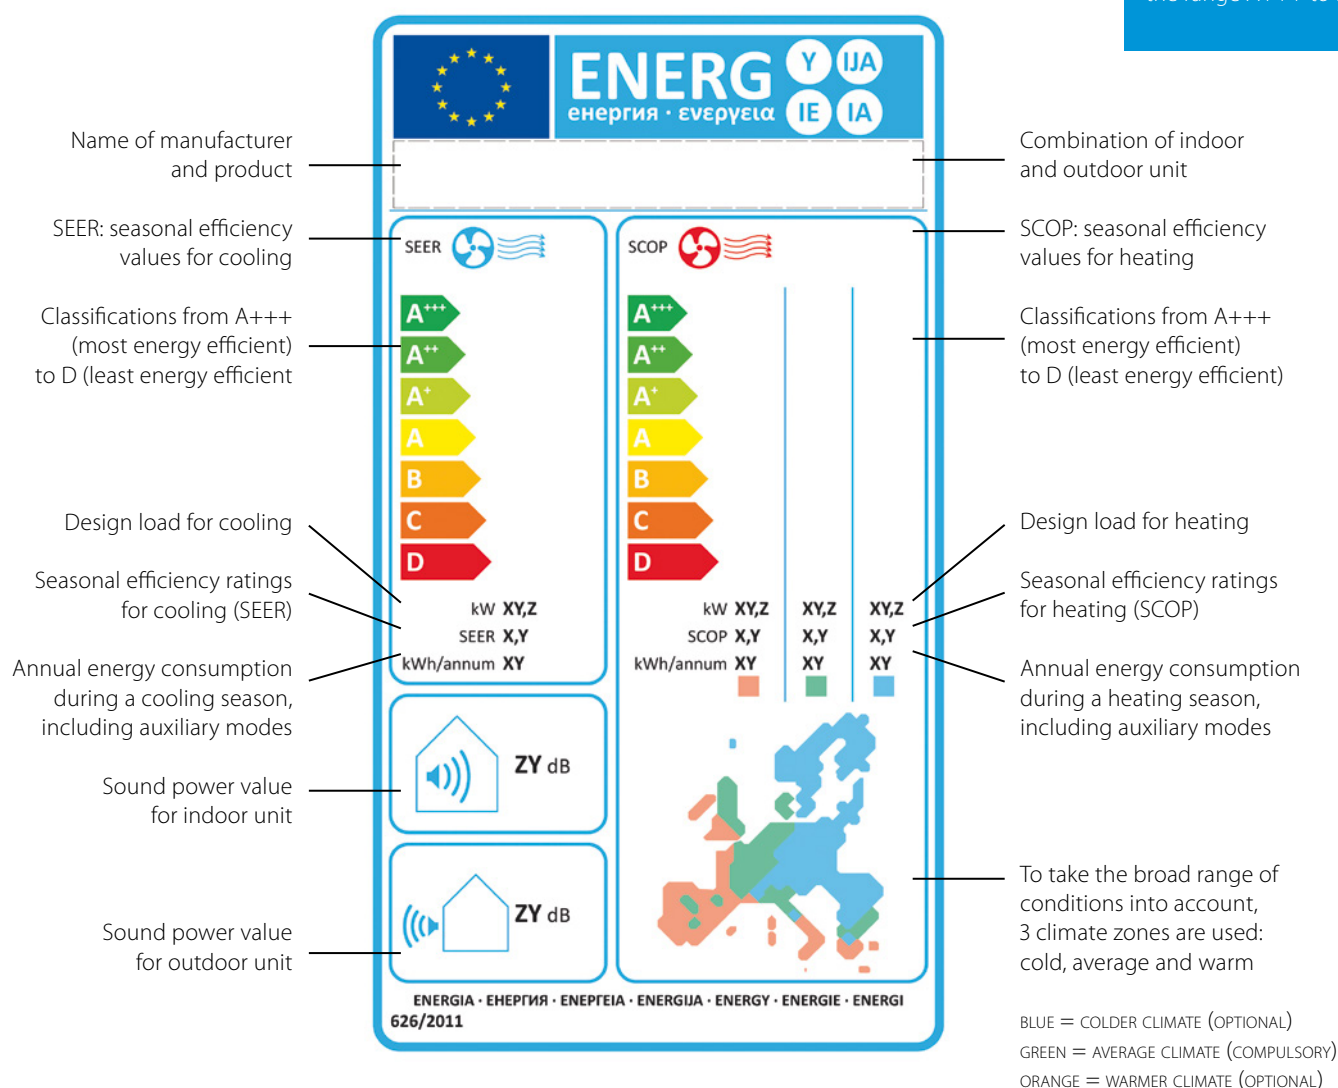 ENERG
Y
IJA
IE
IA
енергия · ενεργεια
Name of manufacturer
and product
Combination of indoor
and outdoor unit
SEER: seasonal efficiency
values for cooling
SEER
SCOP
SCOP: seasonal efficiency
values for heating
Classifications from A+++
(most energy efficient)
to D (least energy efficient
A+++
A++
A+
A
B
C
D
A+++
A++
A+
A
B
C
D
Classifications from A+++
(most energy efficient)
to D (least energy efficient)
Design load for cooling
Seasonal efficiency ratings
for cooling (SEER)
Annual energy consumption
during a cooling season,
including auxiliary modes
kW XY,Z
SEER X,Y
kWh/annum XY
kW XY,Z XY,Z XY,Z
SCOP X,Y X,Y X,Y
kWh/annum XY XY XY
Design load for heating
Seasonal efficiency ratings
for heating (SCOP)
Annual energy consumption
during a heating season,
including auxiliary modes
Sound power value
for indoor unit
ZY dB
Sound power value
for outdoor unit
ZY dB
To take the broad range of
conditions into account,
3 climate zones are used:
cold, average and warm
ENERGIA · ЕНЕРГИЯ · ΕΝΕΡΓΕΙΑ · ENERGIJA · ENERGY · ENERGIE · ENERGI
626/2011
BLUE = COLDER CLIMATE (OPTIONAL)
GREEN = AVERAGE CLIMATE (COMPULSORY)
ORANGE = WARMER CLIMATE (OPTIONAL)